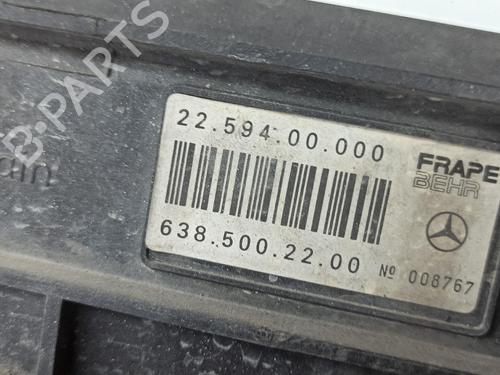 B-PARTS
22.594.00.000
FRAPE
BEHR
638.500.22.00
Nº 008767